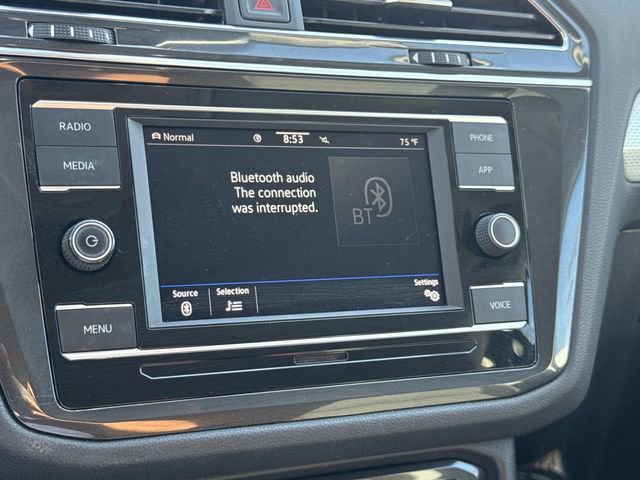 RADIO
MEDIA
MENU
Normal
8:53
75 °F
Bluetooth audio
The connection
was interrupted.
BT
Source
Selection
Settings
PHONE
APP
VOICE